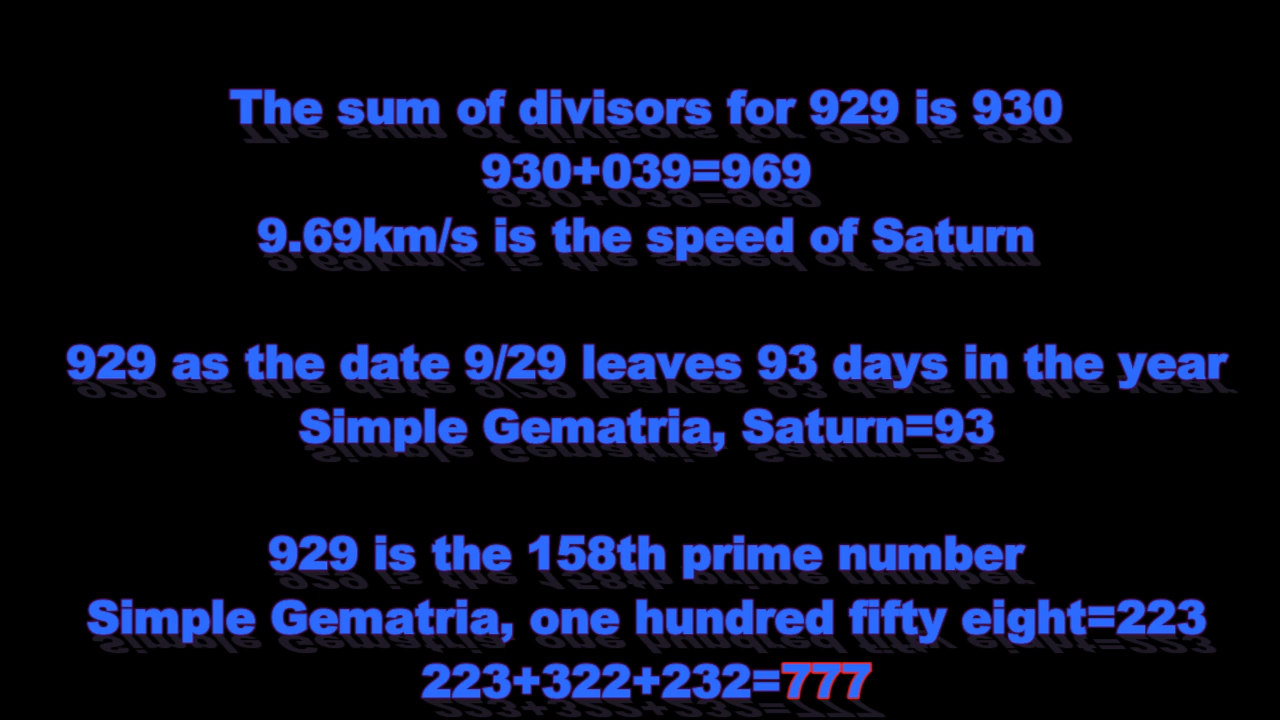 The sum of divisors for 929 is 930
930+039=969
9.69km/s is the speed of Saturn
929 as the date 9/29 leaves 93 days in the year
Simple Gematria, Saturn=93
929 is the 158th prime number
Simple Gematria, one hundred fifty eight=223
223+322+232=777